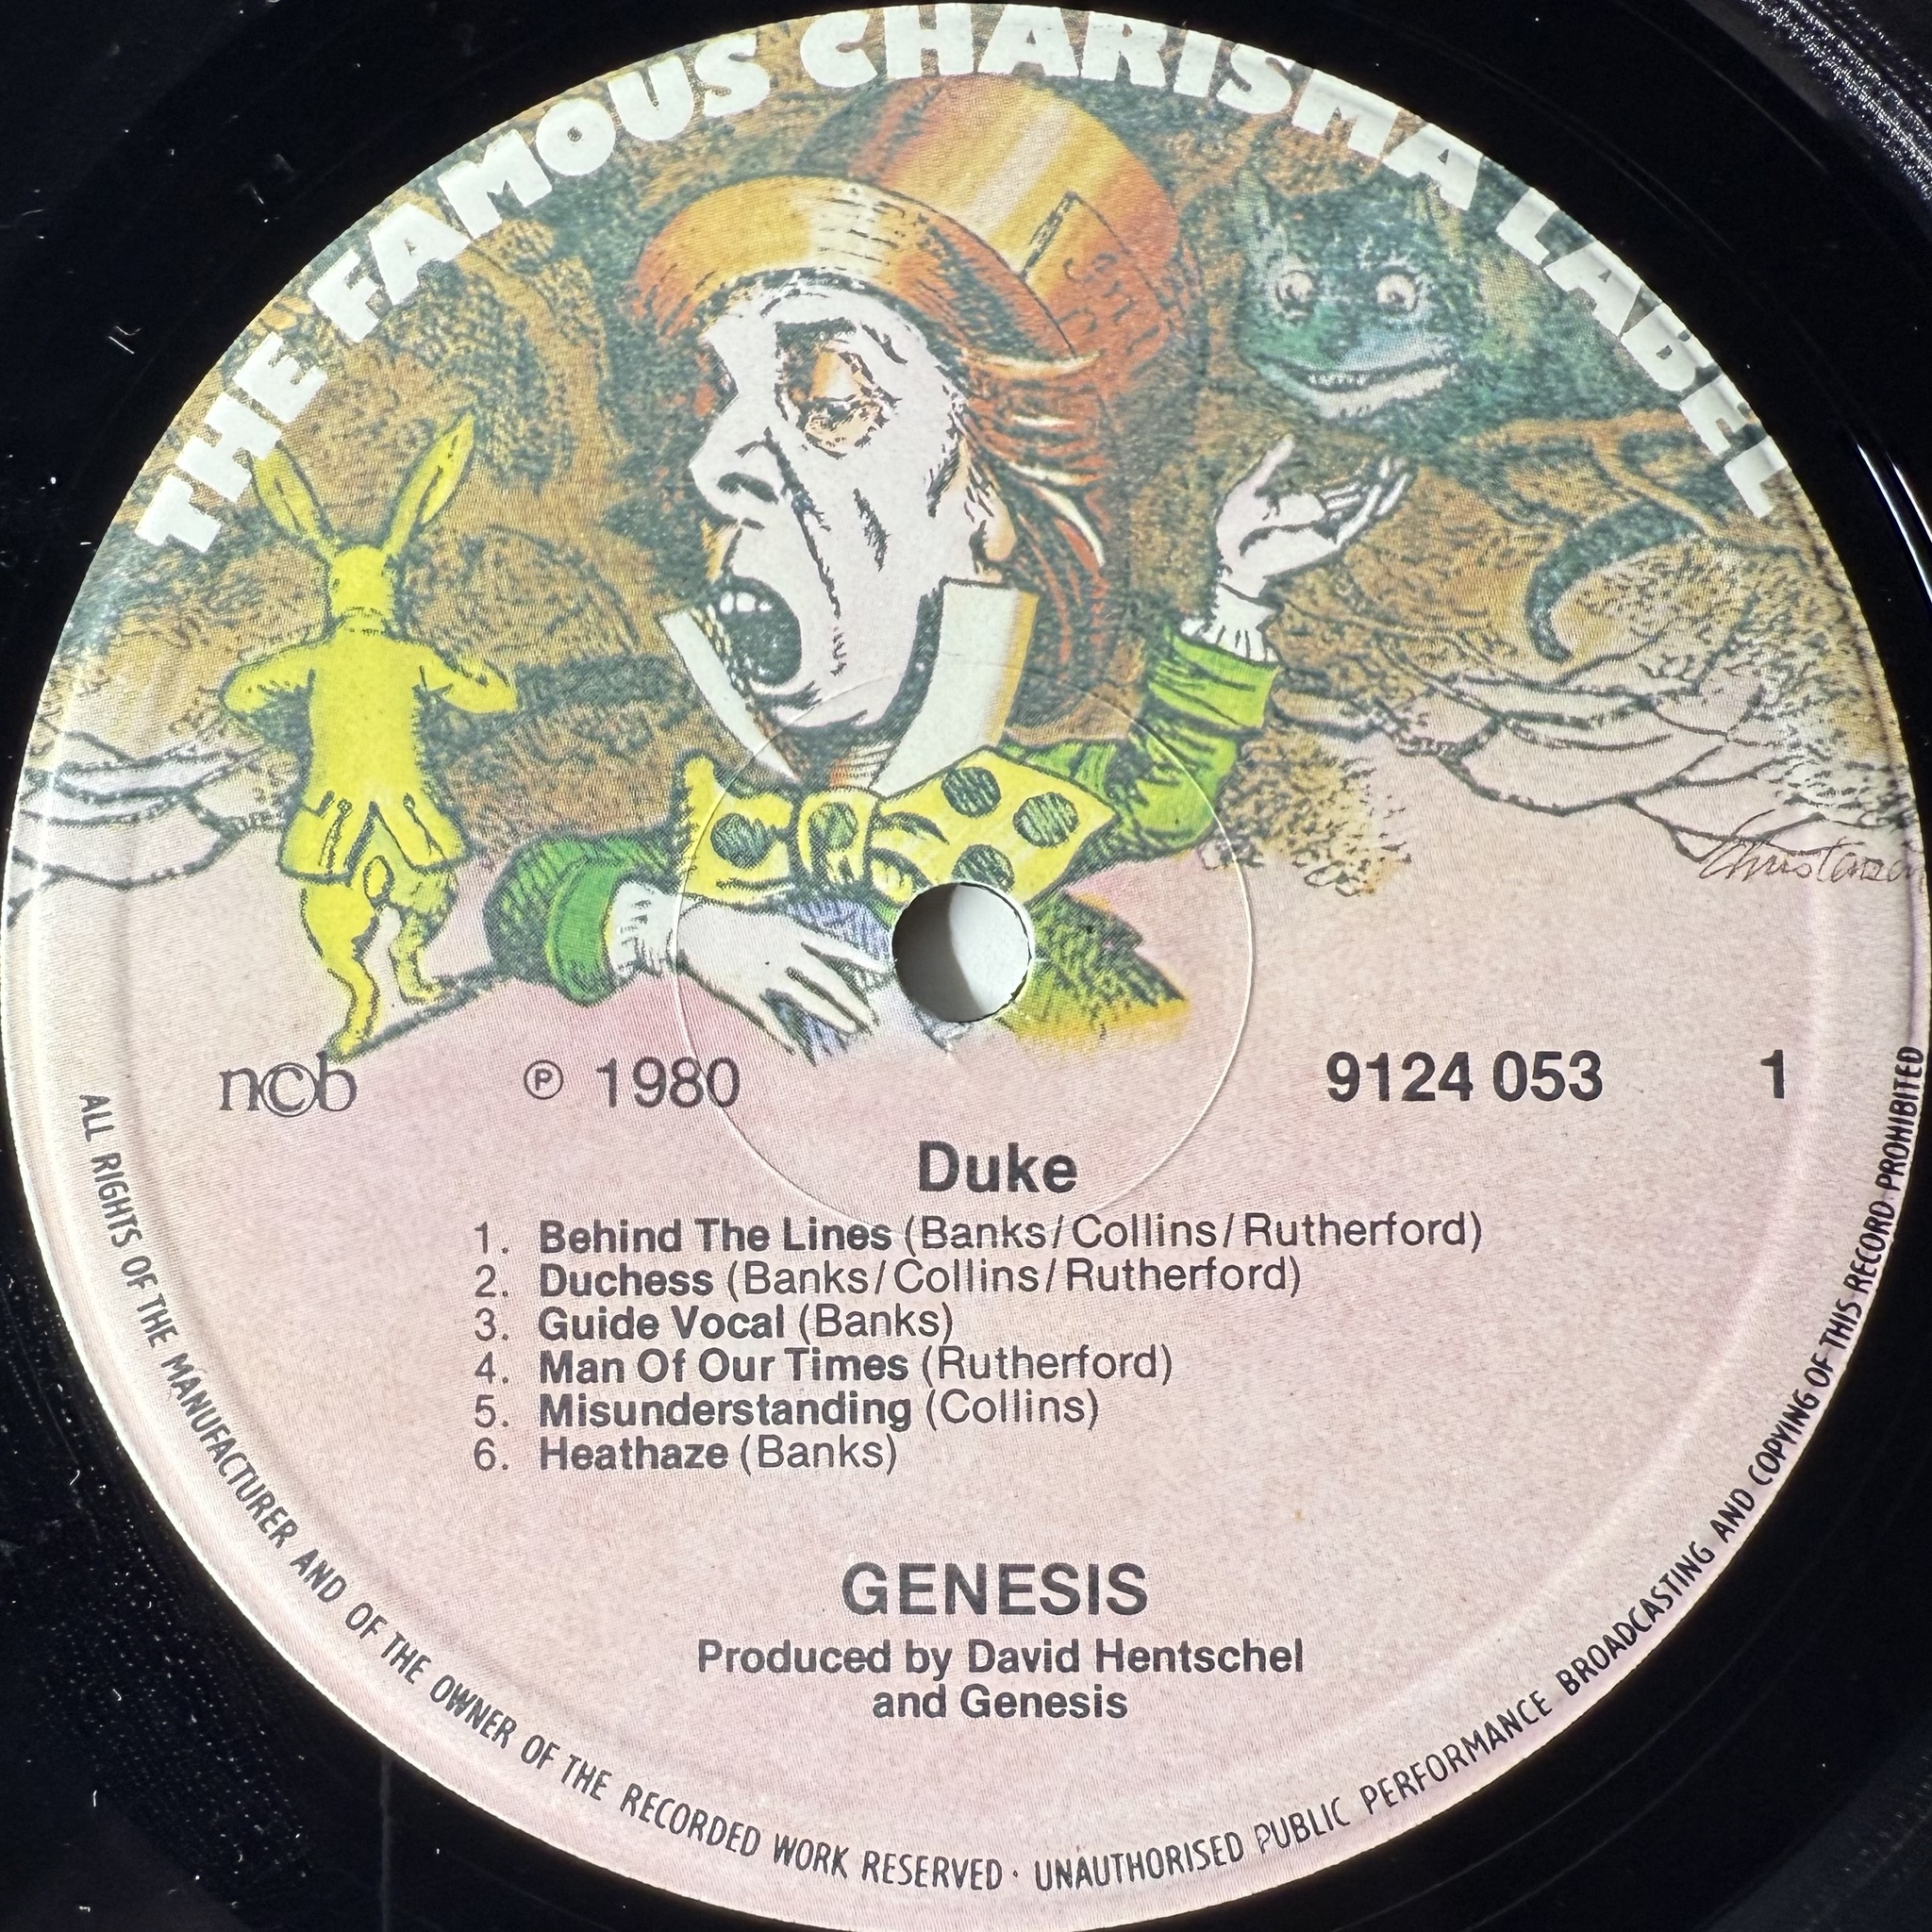 THE FAMOUS CHARISMA LABEL
Christensen
ncb ℗ 1980 9124 053 1
Duke
1. Behind The Lines (Banks/Collins/Rutherford)
2. Duchess (Banks/Collins/Rutherford)
3. Guide Vocal (Banks)
4. Man Of Our Times (Rutherford)
5. Misunderstanding (Collins)
6. Heathaze (Banks)
GENESIS
Produced by David Hentschel
and Genesis
ALL RIGHTS OF THE MANUFACTURER AND OF THE OWNER OF THE RECORDED WORK RESERVED · UNAUTHORISED PUBLIC PERFORMANCE BROADCASTING AND COPYING OF THIS RECORD PROHIBITED